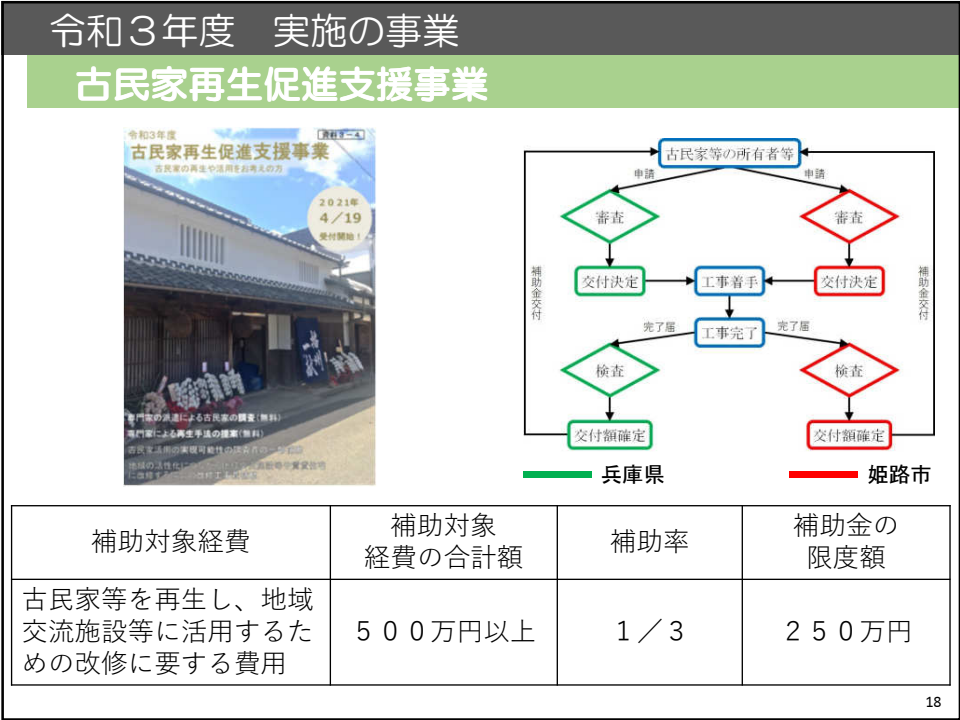 令和３年度　実施の事業
古民家再生促進支援事業
令和3年度
資料3－4
古民家再生促進支援事業
古民家の再生や活用をお考えの方
2021年
4／19
受付開始！
専門家の派遣による古民家の調査(無料)
専門家による再生手法の提案(無料)
古民家等の所有者等
申請
申請
審査
審査
交付決定
工事着手
交付決定
補助金交付
補助金交付
完了届
工事完了
完了届
検査
検査
交付額確定
交付額確定
兵庫県
姫路市
補助対象経費
補助対象
経費の合計額
補助率
補助金の
限度額
古民家等を再生し、地域
交流施設等に活用するた
めの改修に要する費用
５００万円以上
１／３
２５０万円
18